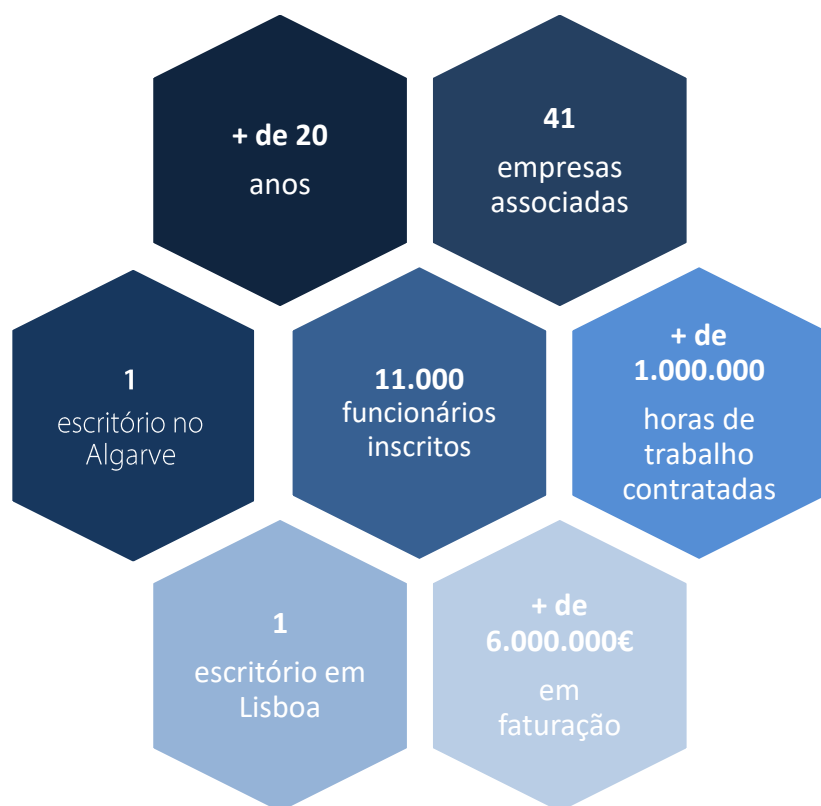 + de 20
anos
41
empresas
associadas
1
escritório no
Algarve
11.000
funcionários
inscritos
+ de
1.000.000
horas de
trabalho
contratadas
1
escritório em
Lisboa
+ de
6.000.000€
em
faturação